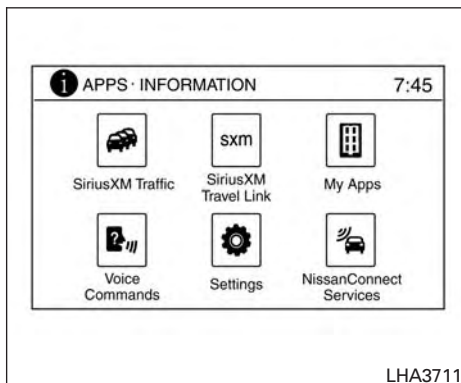 i APPS · INFORMATION 7:45
sxm
SiriusXM Traffic SiriusXM Travel Link My Apps
?
Voice Commands Settings NissanConnect Services
LHA3711